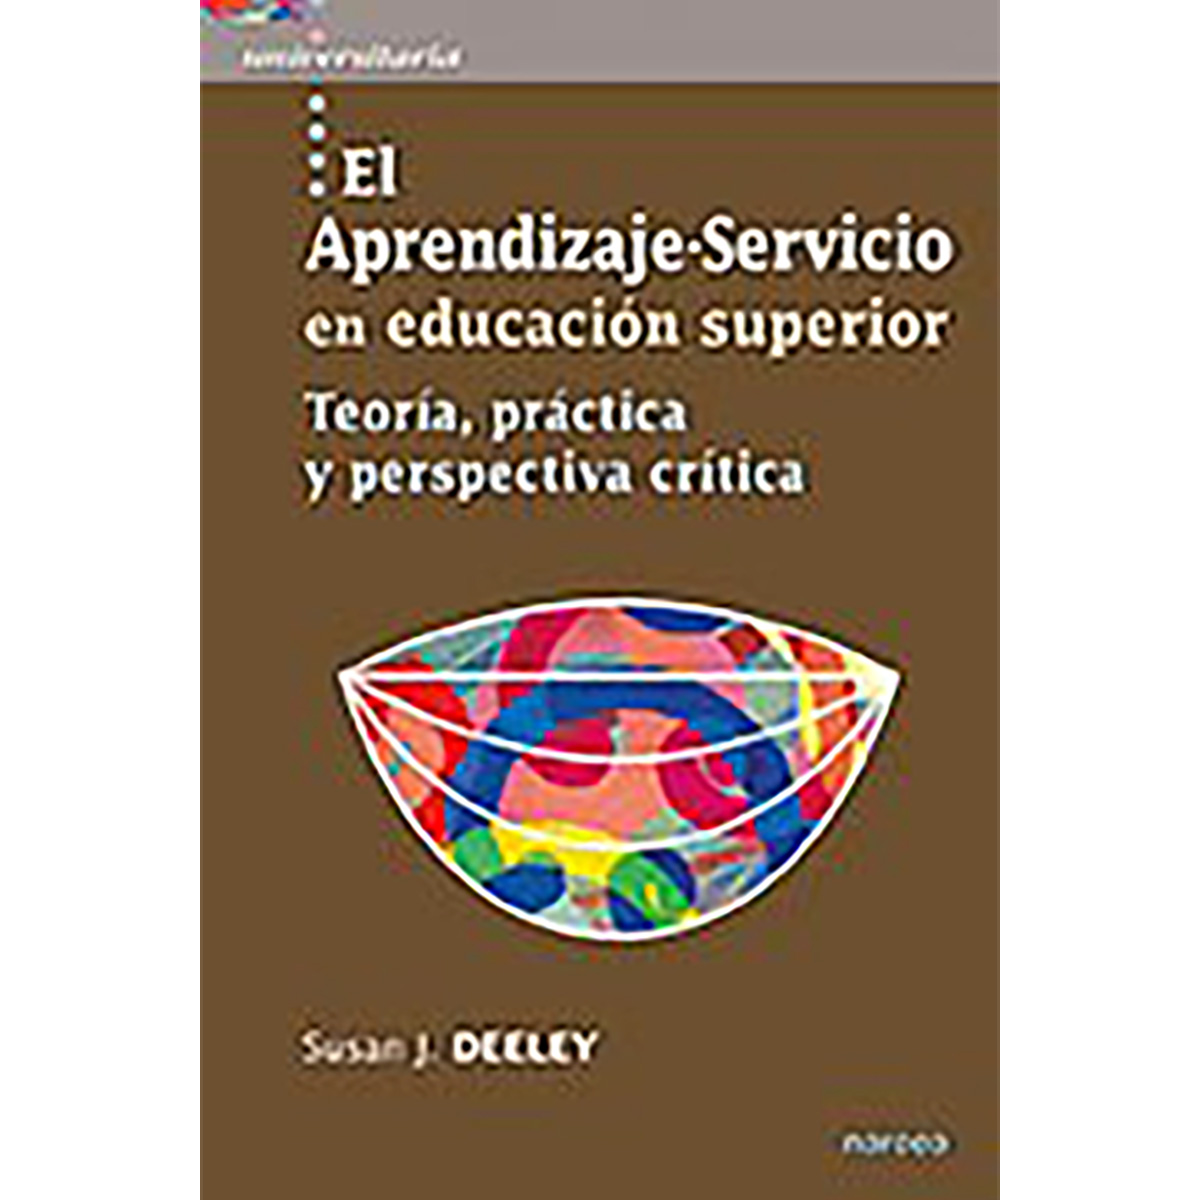 universitaria
El
Aprendizaje·Servicio
en educación superior
Teoría, práctica
y perspectiva crítica
Susan J. DEELEY
narcea